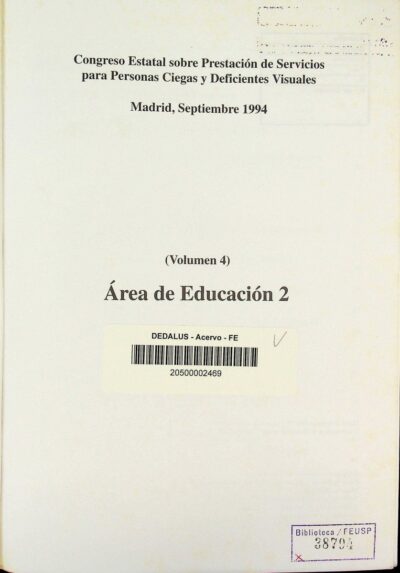 Congreso Estatal sobre Prestación de Servicios
para Personas Ciegas y Deficientes Visuales
Madrid, Septiembre 1994
(Volumen 4)
Área de Educación 2
DEDALUS - Acervo - FE
20500002469
Biblioteca / FEUSP
38794